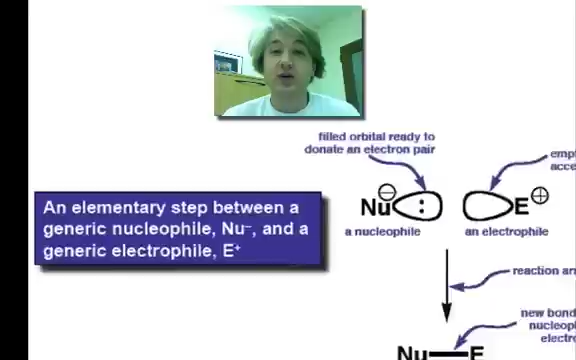 filled orbital ready to
donate an electron pair
Nu⊖ : E⊕
a nucleophile
an electrophile
An elementary step between a
generic nucleophile, Nu⁻, and a
generic electrophile, E⁺
reaction
new bond
Nu—E